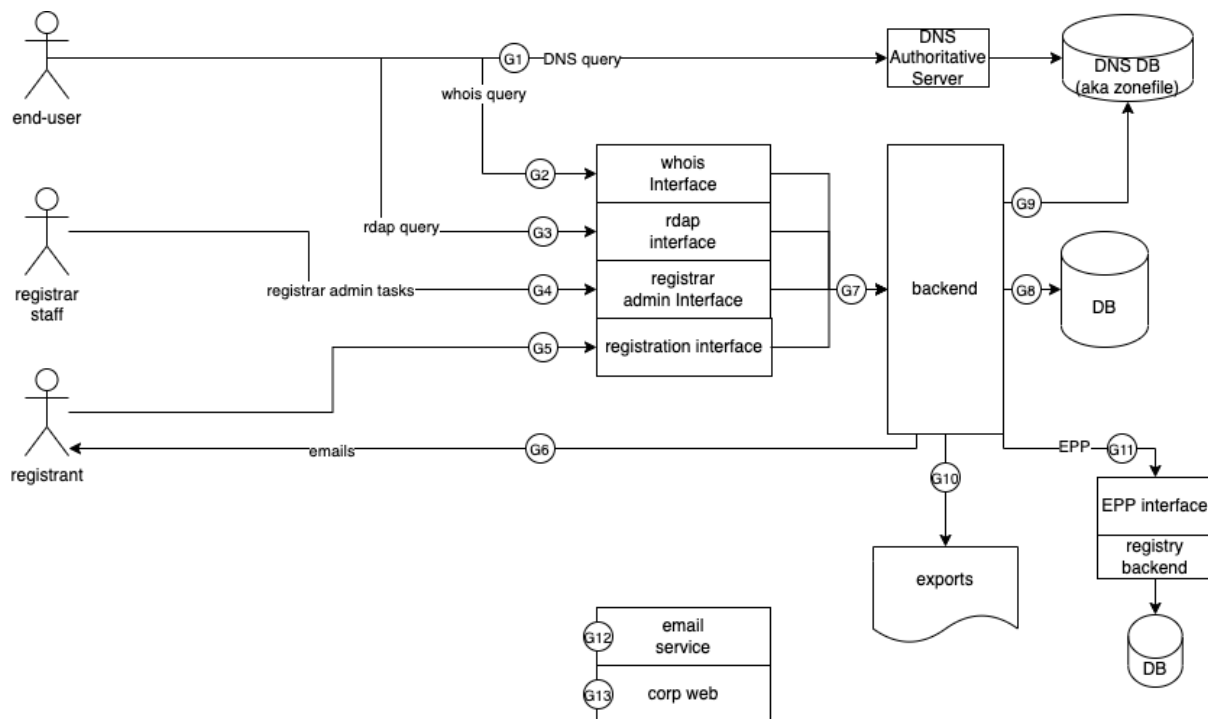 DNS
Authoritative
Server
DNS DB
(aka zonefile)
G1
DNS query
whois query
end-user
G2
whois
Interface
G9
rdap query
G3
rdap
interface
registrar
staff
registrar admin tasks
G4
registrar
admin Interface
G7
backend
G8
DB
G5
registration interface
registrant
emails
G6
G10
EPP
G11
EPP interface
registry
backend
exports
DB
G12
email
service
G13
corp web